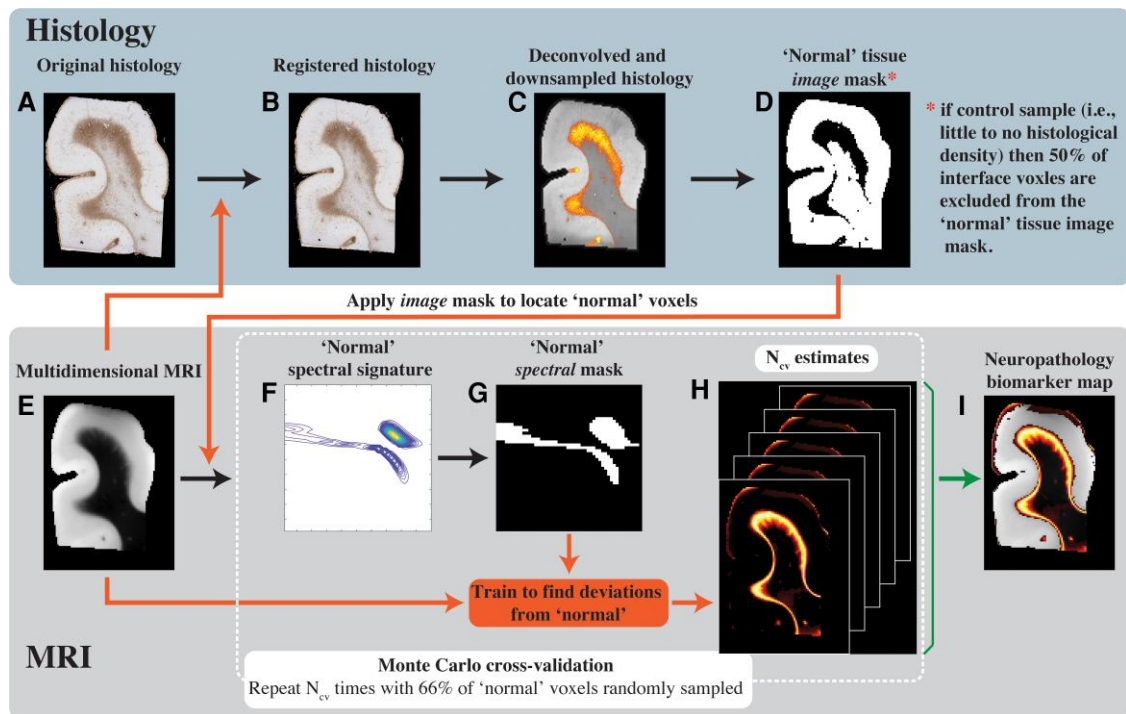 Histology
Original histology
Registered histology
Deconvolved and
downsampled histology
‘Normal’ tissue
image mask*
A
B
C
D
* if control sample (i.e.,
little to no histological
density) then 50% of
interface voxles are
excluded from the
‘normal’ tissue image
mask.
Apply image mask to locate ‘normal’ voxels
Multidimensional MRI
‘Normal’
spectral signature
‘Normal’
spectral mask
N_cv estimates
Neuropathology
biomarker map
E
F
G
H
I
Train to find deviations
from ‘normal’
MRI
Monte Carlo cross-validation
Repeat N_cv times with 66% of ‘normal’ voxels randomly sampled